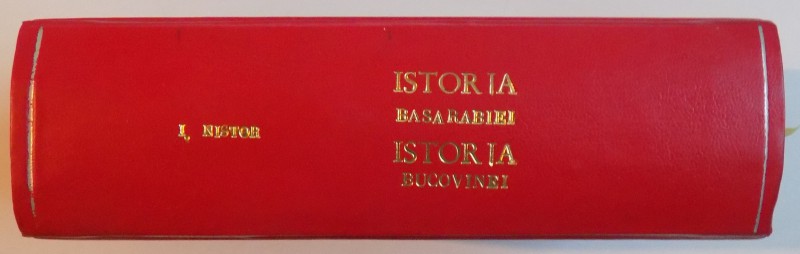 I. NISTOR
ISTORIA
BASARABIEI
ISTORIA
BUCOVINEI